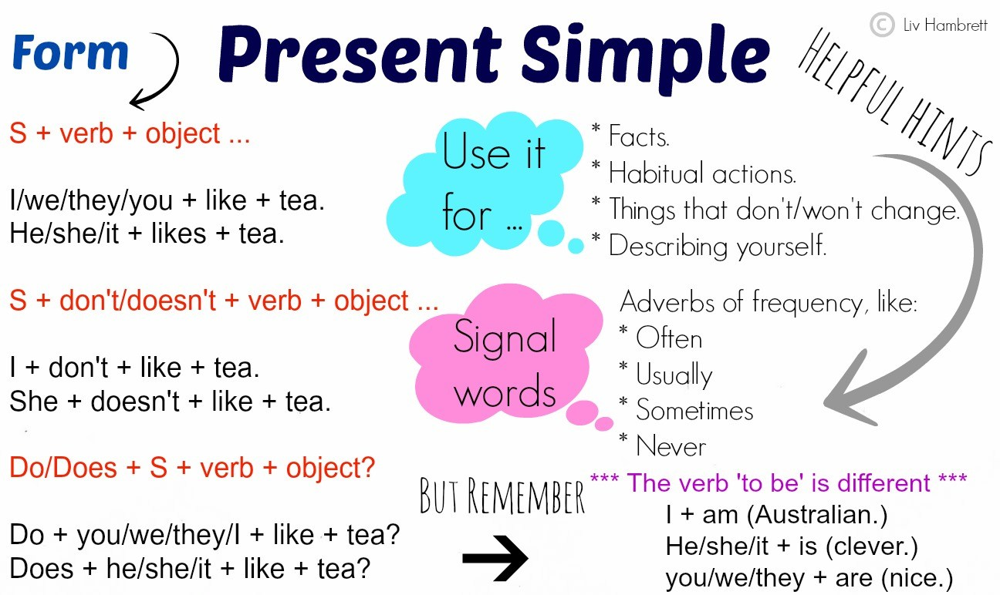 © Liv Hambrett
Form
Present Simple
HELPFUL HINTS
S + verb + object ...
I/we/they/you + like + tea.
He/she/it + likes + tea.
S + don't/doesn't + verb + object ...
I + don't + like + tea.
She + doesn't + like + tea.
Do/Does + S + verb + object?
Do + you/we/they/I + like + tea?
Does + he/she/it + like + tea?
Use it
for ...
* Facts.
* Habitual actions.
* Things that don't/won't change.
* Describing yourself.
Signal
words
Adverbs of frequency, like:
* Often
* Usually
* Sometimes
* Never
BUT REMEMBER
*** The verb 'to be' is different ***
I + am (Australian.)
He/she/it + is (clever.)
you/we/they + are (nice.)